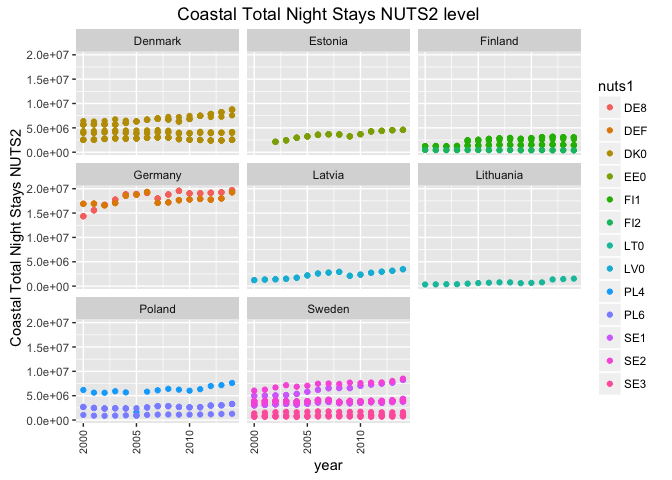 Coastal Total Night Stays NUTS2 level
Coastal Total Night Stays NUTS2
Denmark
Estonia
Finland
2.0e+07
1.5e+07
1.0e+07
5.0e+06
0.0e+00
Germany
Latvia
Lithuania
2.0e+07
1.5e+07
1.0e+07
5.0e+06
0.0e+00
Poland
Sweden
2.0e+07
1.5e+07
1.0e+07
5.0e+06
0.0e+00
2000 2005 2010
2000 2005 2010
year
nuts1
DE8
DEF
DK0
EE0
FI1
FI2
LT0
LV0
PL4
PL6
SE1
SE2
SE3